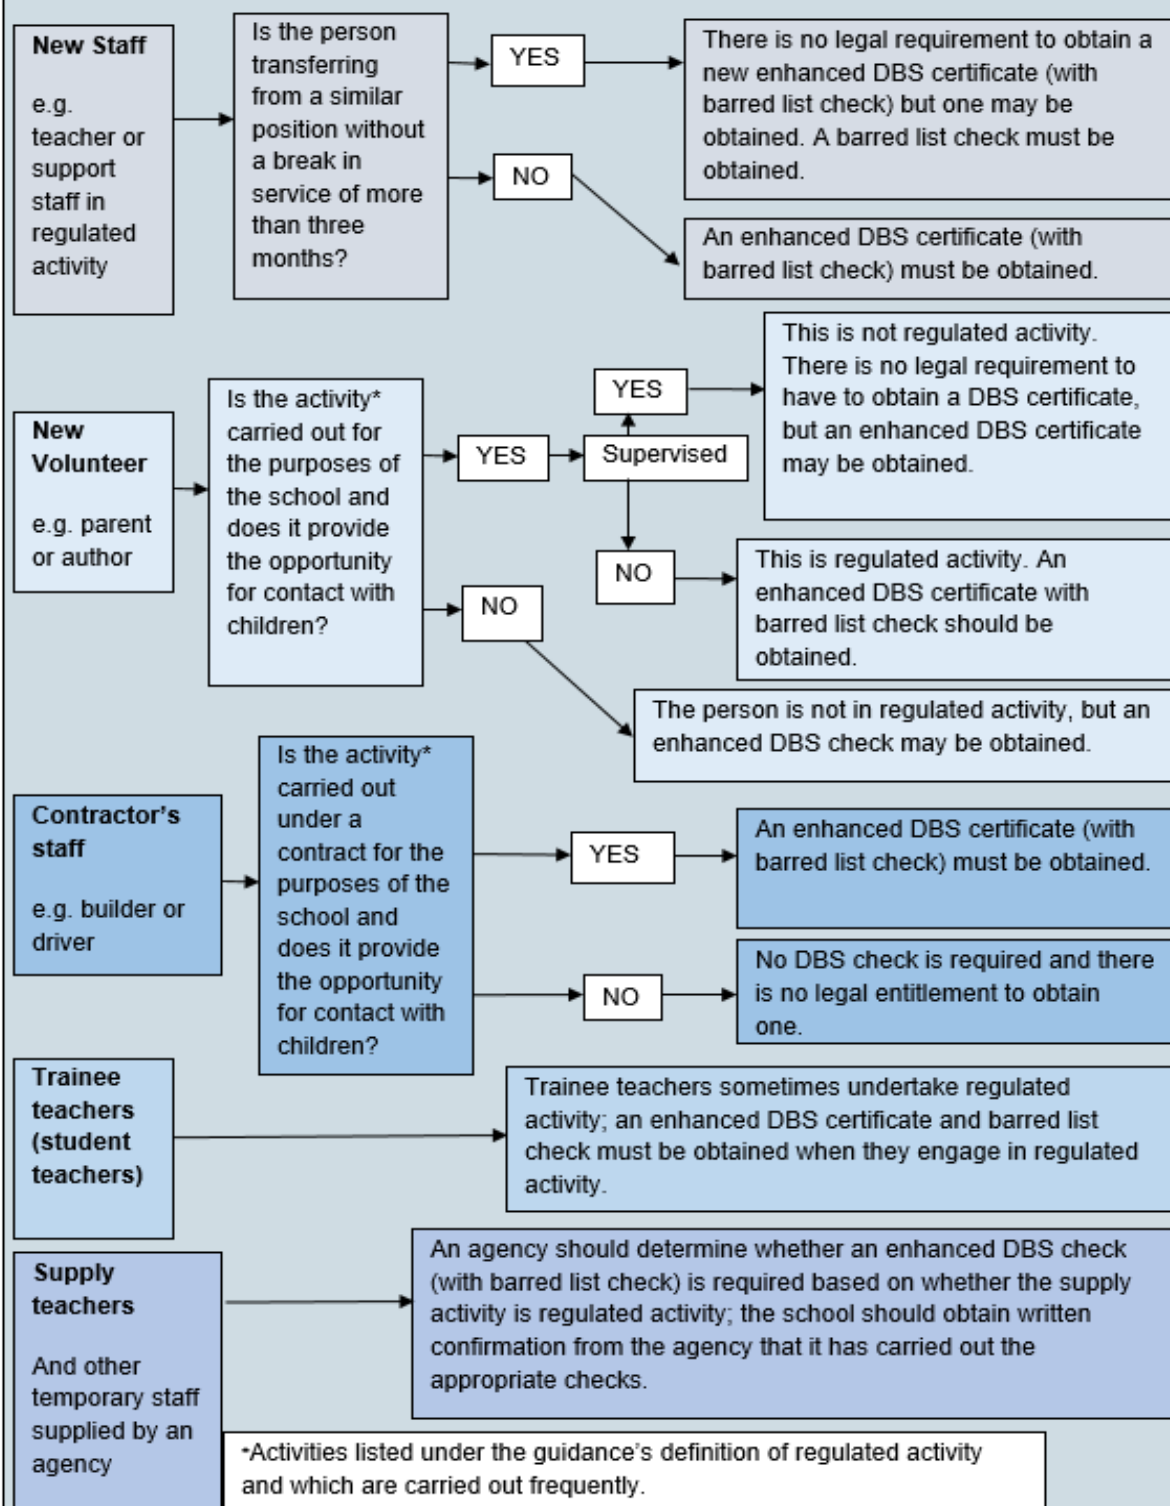 New Staff
e.g.
teacher or
support
staff in
regulated
activity
Is the person
transferring
from a similar
position without
a break in
service of more
than three
months?
YES
There is no legal requirement to obtain a
new enhanced DBS certificate (with
barred list check) but one may be
obtained. A barred list check must be
obtained.
NO
An enhanced DBS certificate (with
barred list check) must be obtained.
New
Volunteer
e.g. parent
or author
Is the activity*
carried out for
the purposes of
the school and
does it provide
the opportunity
for contact with
children?
YES
Supervised
YES
This is not regulated activity.
There is no legal requirement to
have to obtain a DBS certificate,
but an enhanced DBS certificate
may be obtained.
NO
This is regulated activity. An
enhanced DBS certificate with
barred list check should be
obtained.
NO
The person is not in regulated activity, but an
enhanced DBS check may be obtained.
Contractor's
staff
e.g. builder or
driver
Is the activity*
carried out
under a
contract for the
purposes of the
school and
does it provide
the opportunity
for contact with
children?
YES
An enhanced DBS certificate (with
barred list check) must be obtained.
NO
No DBS check is required and there
is no legal entitlement to obtain
one.
Trainee
teachers
(student
teachers)
Trainee teachers sometimes undertake regulated
activity; an enhanced DBS certificate and barred list
check must be obtained when they engage in regulated
activity.
Supply
teachers
And other
temporary staff
supplied by an
agency
An agency should determine whether an enhanced DBS check
(with barred list check) is required based on whether the supply
activity is regulated activity; the school should obtain written
confirmation from the agency that it has carried out the
appropriate checks.
*Activities listed under the guidance's definition of regulated activity
and which are carried out frequently.